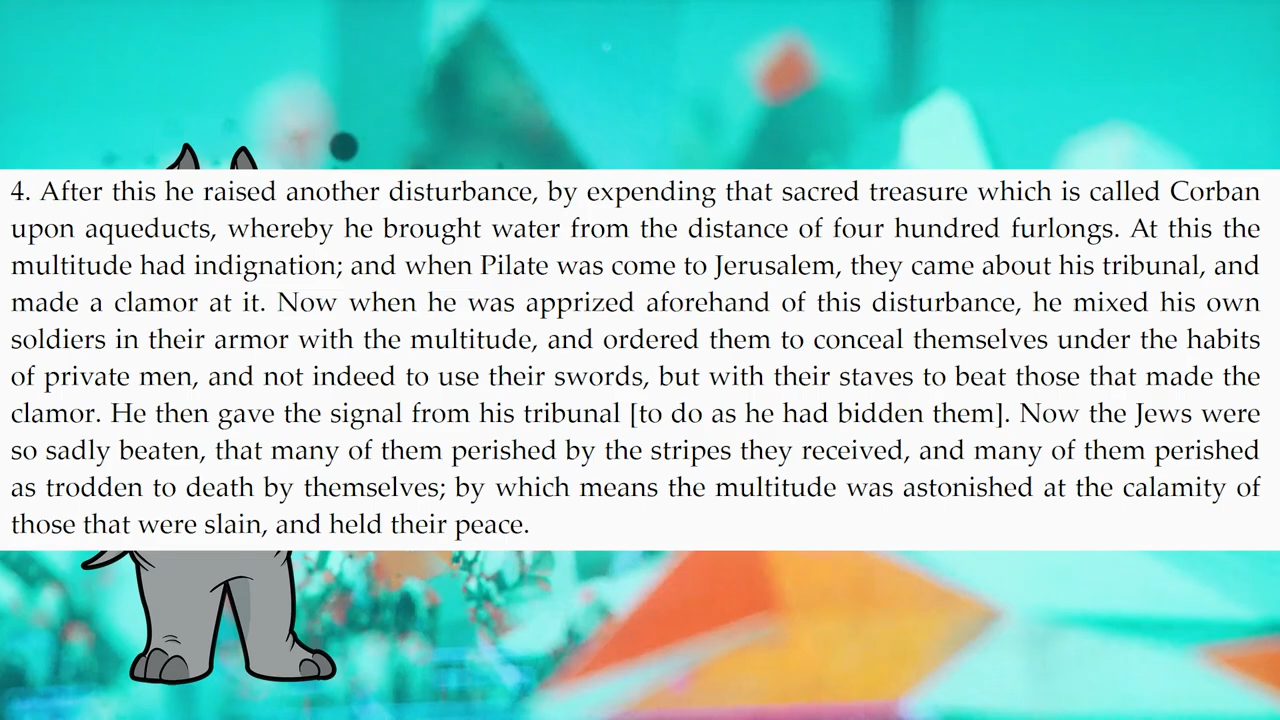 4. After this he raised another disturbance, by expending that sacred treasure which is called Corban
upon aqueducts, whereby he brought water from the distance of four hundred furlongs. At this the
multitude had indignation; and when Pilate was come to Jerusalem, they came about his tribunal, and
made a clamor at it. Now when he was apprized aforehand of this disturbance, he mixed his own
soldiers in their armor with the multitude, and ordered them to conceal themselves under the habits
of private men, and not indeed to use their swords, but with their staves to beat those that made the
clamor. He then gave the signal from his tribunal [to do as he had bidden them]. Now the Jews were
so sadly beaten, that many of them perished by the stripes they received, and many of them perished
as trodden to death by themselves; by which means the multitude was astonished at the calamity of
those that were slain, and held their peace.